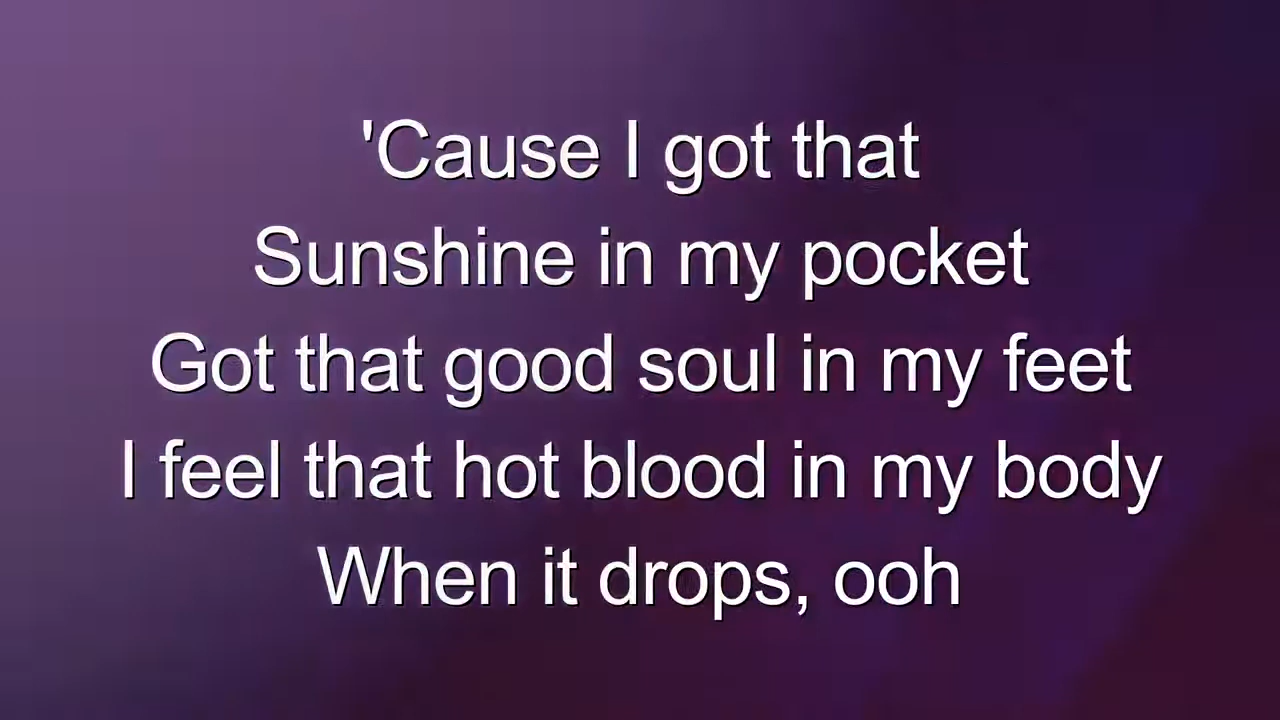 'Cause I got that
Sunshine in my pocket
Got that good soul in my feet
I feel that hot blood in my body
When it drops, ooh